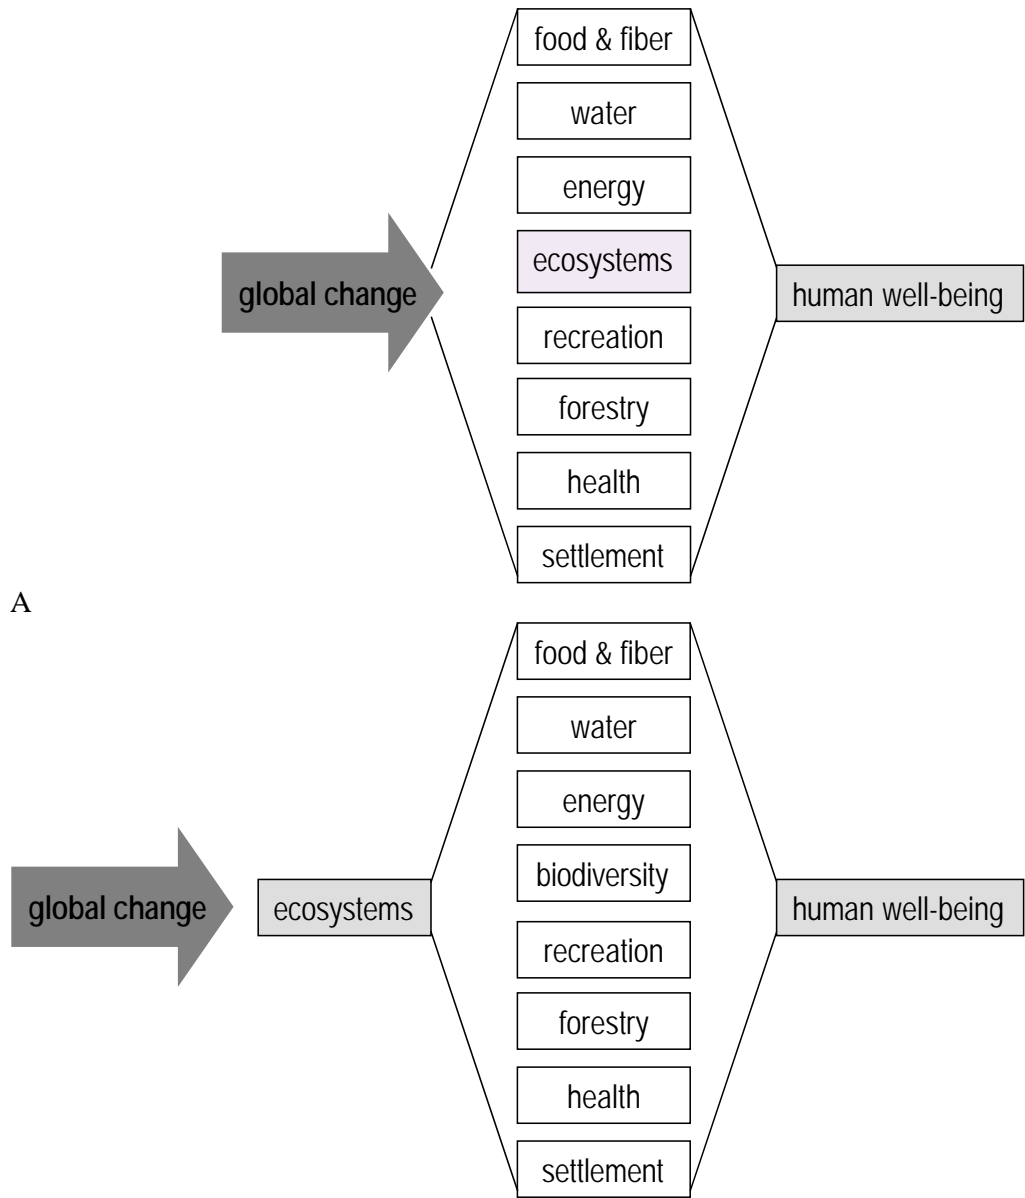 food & fiber
water
energy
ecosystems
global change
human well-being
recreation
forestry
health
settlement
A
food & fiber
water
energy
biodiversity
global change
ecosystems
human well-being
recreation
forestry
health
settlement